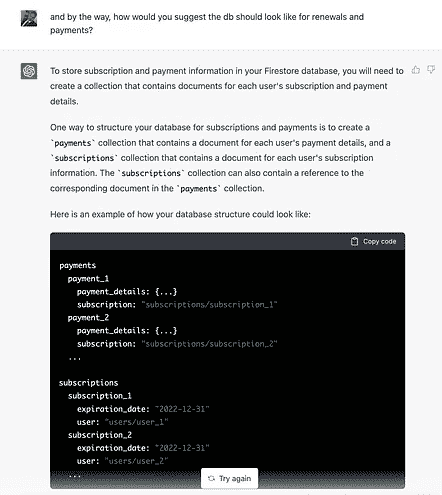 and by the way, how would you suggest the db should look like for renewals and
payments?
To store subscription and payment information in your Firestore database, you will need to
create a collection that contains documents for each user's subscription and payment
details.
One way to structure your database for subscriptions and payments is to create a
`payments` collection that contains a document for each user's payment details, and a
`subscriptions` collection that contains a document for each user's subscription
information. The `subscriptions` collection can also contain a reference to the
corresponding document in the `payments` collection.
Here is an example of how your database structure could look like:
Copy code
payments
payment_1
payment_details: {...}
subscription: "subscriptions/subscription_1"
payment_2
payment_details: {...}
subscription: "subscriptions/subscription_2"
...
subscriptions
subscription_1
expiration_date: "2022-12-31"
user: "users/user_1"
subscription_2
expiration_date: "2022-12-31"
user: "users/user_2"
...
Try again